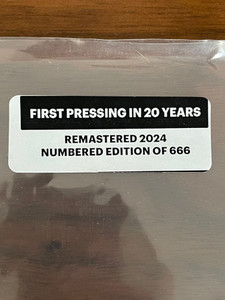 FIRST PRESSING IN 20 YEARS
REMASTERED 2024
NUMBERED EDITION OF 666